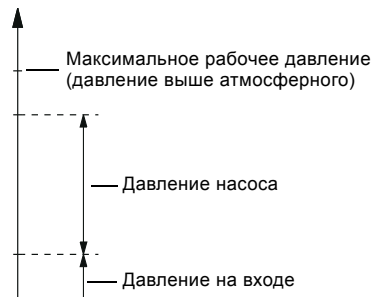 Максимальное рабочее давление
(давление выше атмосферного)
Давление насоса
Давление на входе